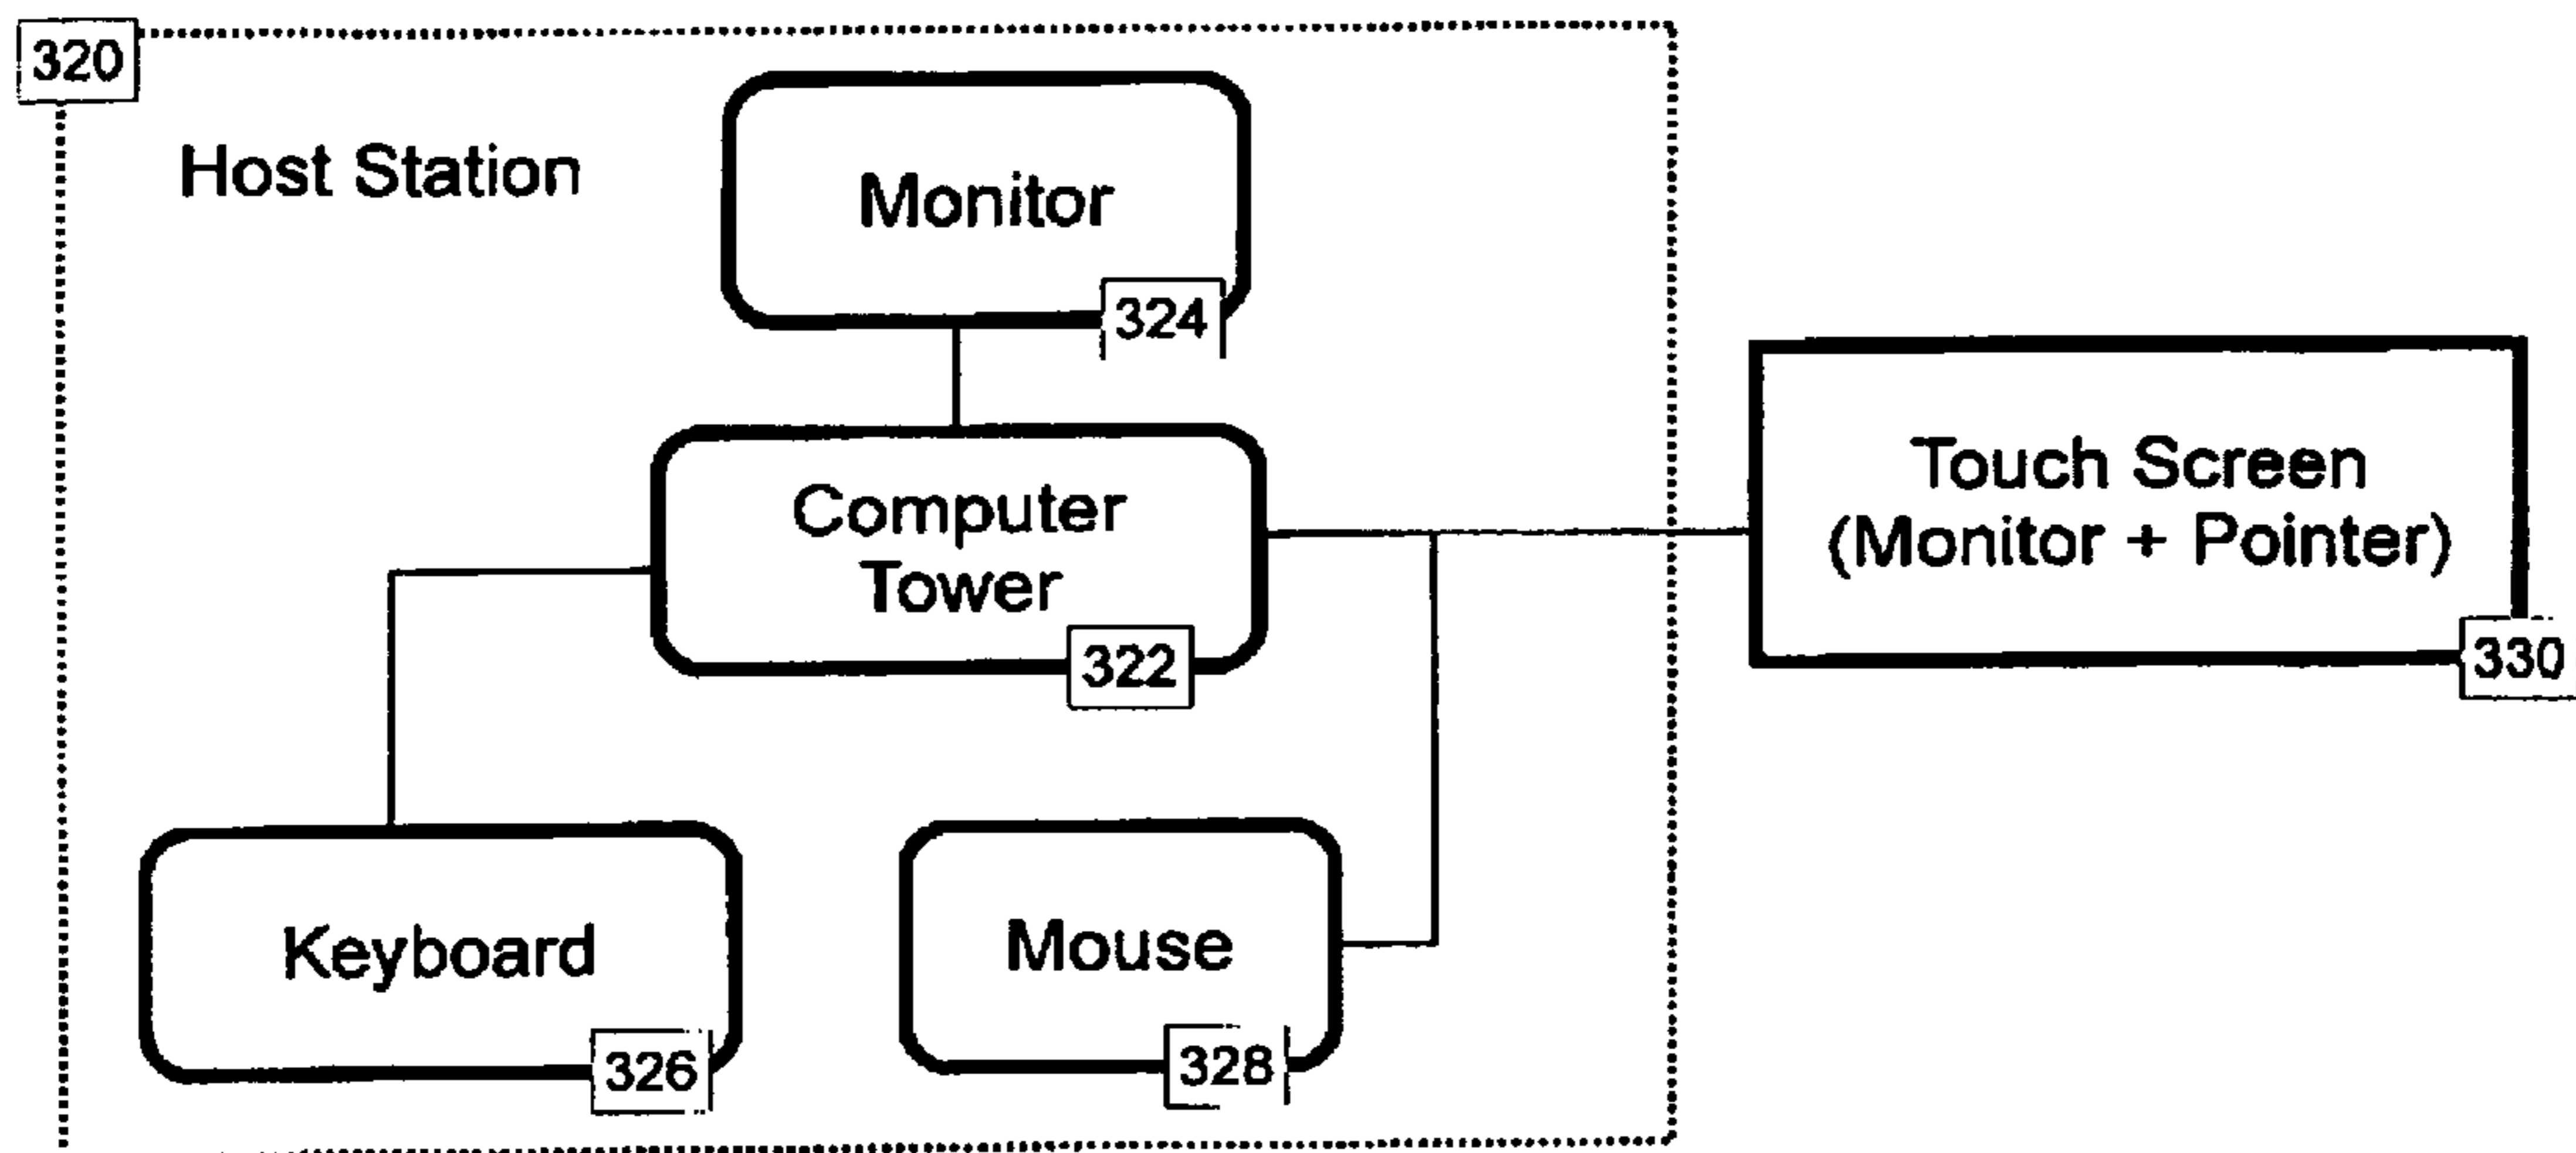 320
Host Station
Monitor
324
Computer
Tower
322
Touch Screen
(Monitor + Pointer)
330
Keyboard
326
Mouse
328